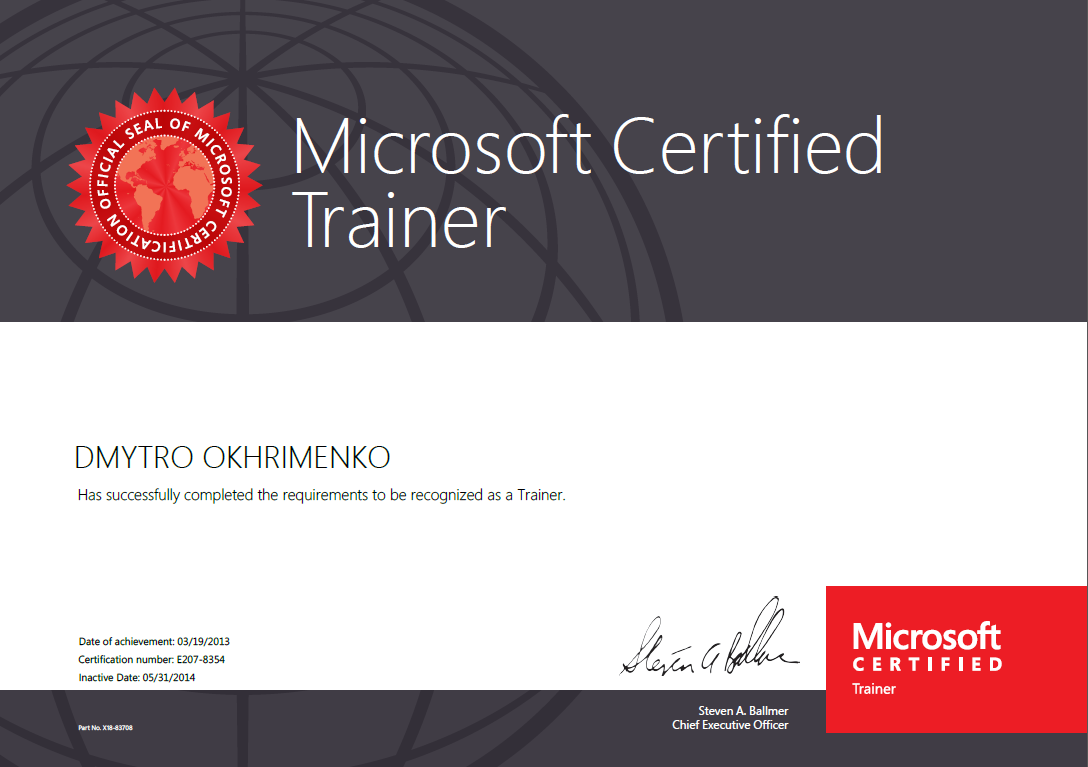 OFFICIAL SEAL OF MICROSOFT CERTIFICATION
Microsoft Certified
Trainer
DMYTRO OKHRIMENKO
Has successfully completed the requirements to be recognized as a Trainer.
Date of achievement: 03/19/2013
Certification number: E207-8354
Inactive Date: 05/31/2014
Part No. X18-83708
Steven A Ballmer
Steven A. Ballmer
Chief Executive Officer
Microsoft
CERTIFIED
Trainer